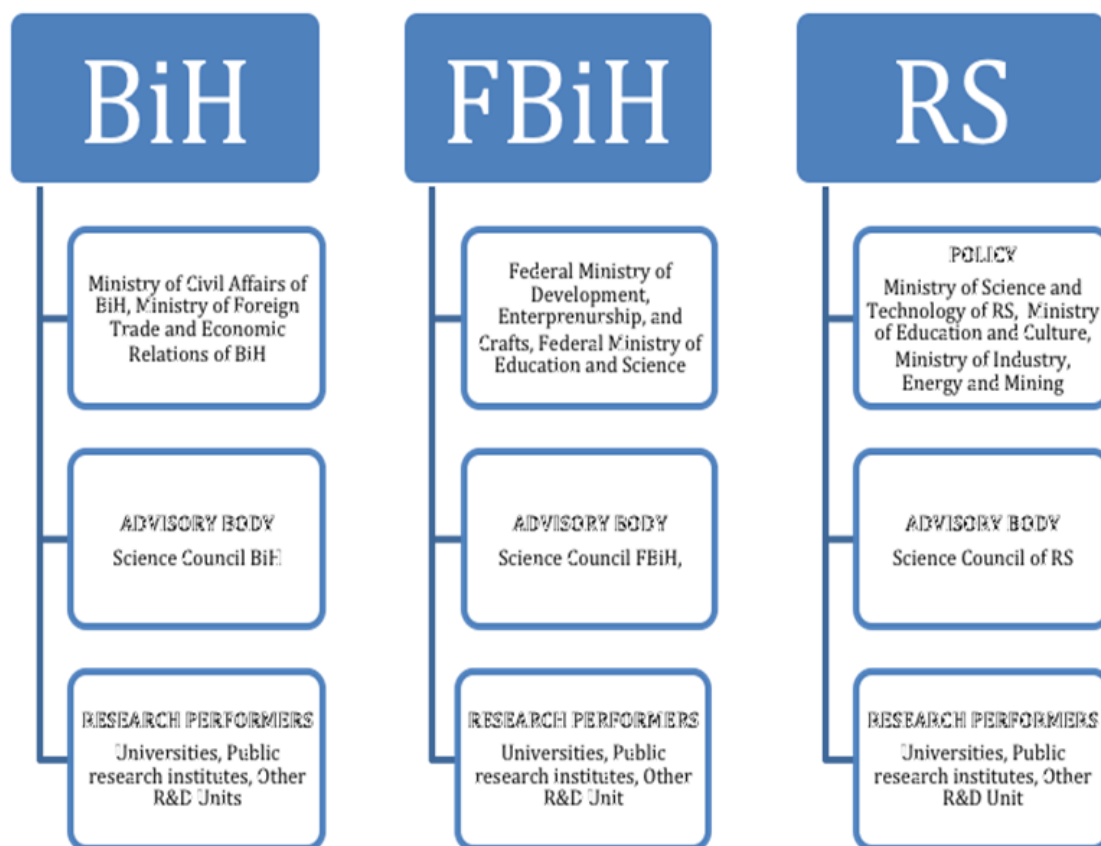 BiH
Ministry of Civil Affairs of
BiH, Ministry of Foreign
Trade and Economic
Relations of BiH
ADVISORY BODY
Science Council BiH
RESEARCH PERFORMERS
Universities, Public
research institutes, Other
R&D Units
FBiH
Federal Ministry of
Development,
Enterprenurship, and
Crafts, Federal Ministry of
Education and Science
ADVISORY BODY
Science Council FBiH,
RESEARCH PERFORMERS
Universities, Public
research institutes, Other
R&D Unit
RS
POLICY
Ministry of Science and
Technology of RS, Ministry
of Education and Culture,
Ministry of Industry,
Energy and Mining
ADVISORY BODY
Science Council of RS
RESEARCH PERFORMERS
Universities, Public
research institutes, Other
R&D Unit